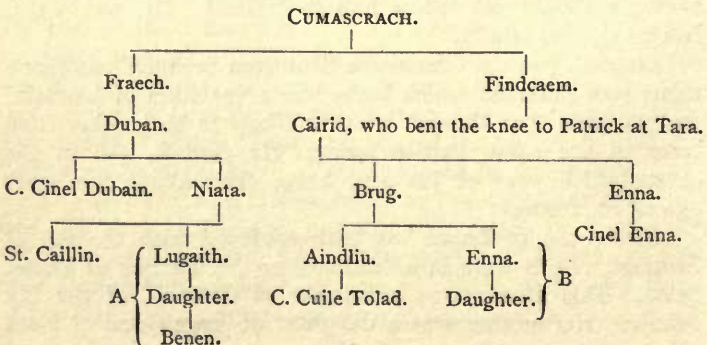 CUMASCRACH.
Fraech. Findcaem.
Duban. Cairid, who bent the knee to Patrick at Tara.
C. Cinel Dubain. Niata. Brug. Enna.
Cinel Enna.
St. Caillin. Lugaith. Aindliu. Enna.
A Daughter. C. Cuile Tolad. Daughter. B
Benen.